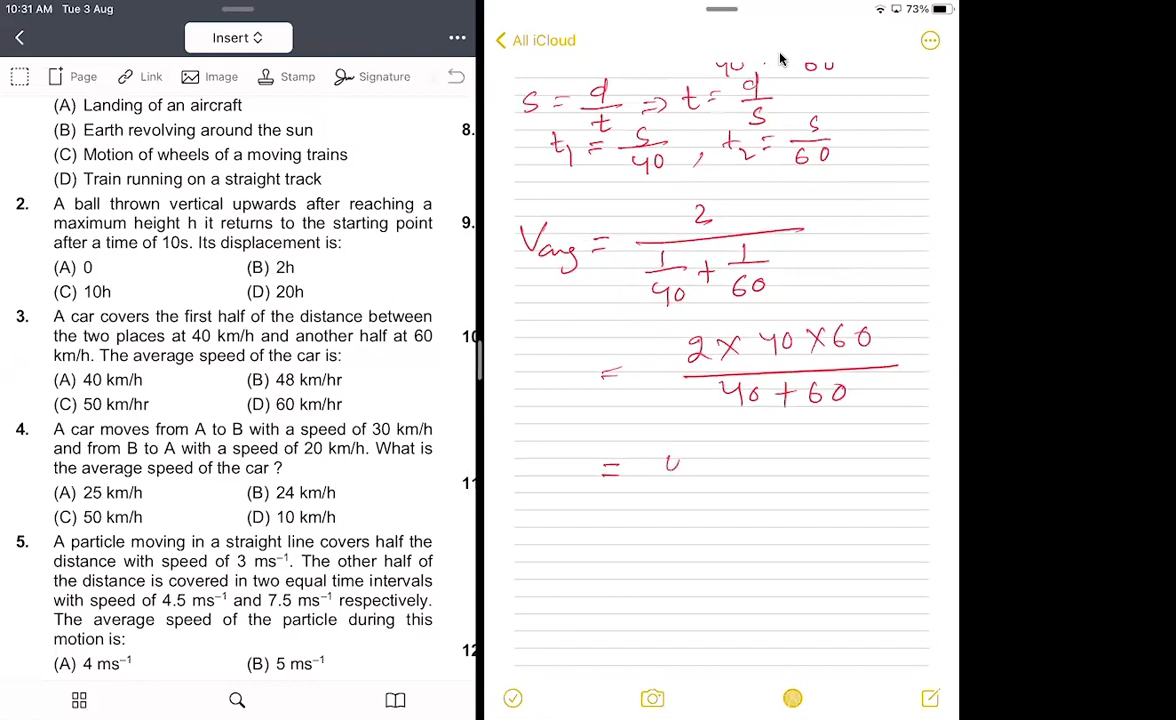 10:31 AM Tue 3 Aug
73%
Insert
All iCloud
Page Link Image Stamp Signature
(A) Landing of an aircraft
(B) Earth revolving around the sun
(C) Motion of wheels of a moving trains
(D) Train running on a straight track
2. A ball thrown vertical upwards after reaching a
maximum height h it returns to the starting point
after a time of 10s. Its displacement is:
(A) 0 (B) 2h
(C) 10h (D) 20h
3. A car covers the first half of the distance between
the two places at 40 km/h and another half at 60
km/h. The average speed of the car is:
(A) 40 km/h (B) 48 km/hr
(C) 50 km/hr (D) 60 km/hr
4. A car moves from A to B with a speed of 30 km/h
and from B to A with a speed of 20 km/h. What is
the average speed of the car ?
(A) 25 km/h (B) 24 km/h
(C) 50 km/h (D) 10 km/h
5. A particle moving in a straight line covers half the
distance with speed of 3 ms⁻¹. The other half of
the distance is covered in two equal time intervals
with speed of 4.5 ms⁻¹ and 7.5 ms⁻¹ respectively.
The average speed of the particle during this
motion is:
(A) 4 ms⁻¹ (B) 5 ms⁻¹
8.
9.
10
11
12
40 60
S = d/t => t = d/s
t₁ = s/40 , t₂ = s/60
Vavg = 2/(1/40 + 1/60)
= (2 × 40 × 60)/(40 + 60)
=